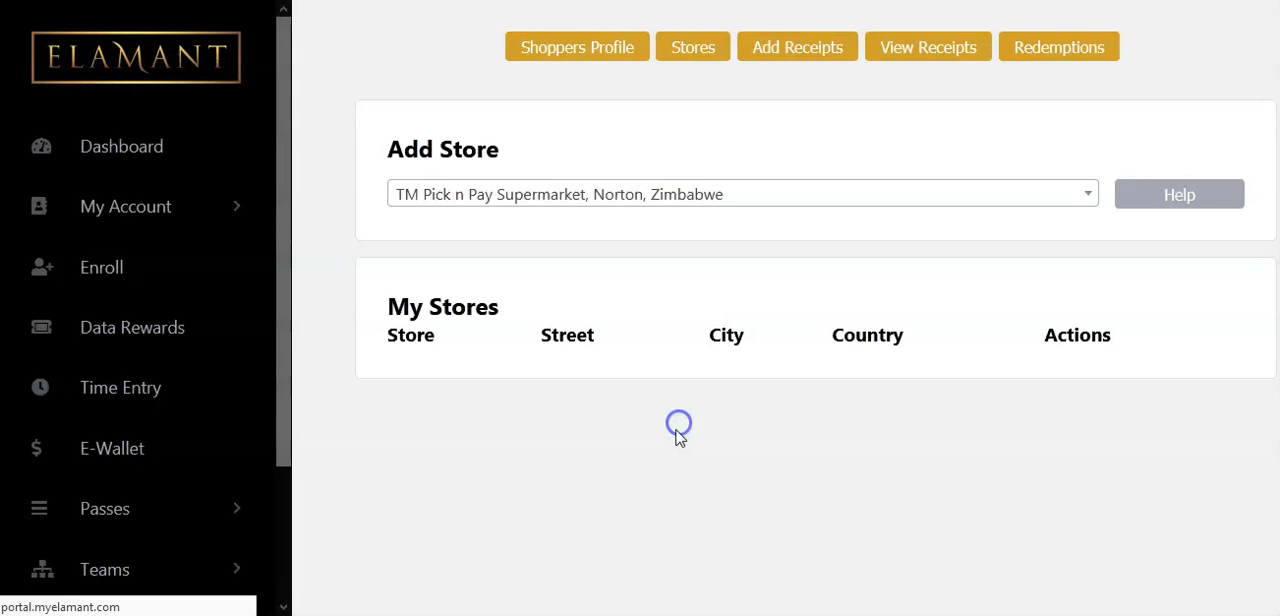 ELAMANT
Shoppers Profile Stores Add Receipts View Receipts Redemptions
Dashboard
My Account
Enroll
Data Rewards
Time Entry
E-Wallet
Passes
Teams
Add Store
TM Pick n Pay Supermarket, Norton, Zimbabwe Help
My Stores
Store Street City Country Actions
portal.myelamant.com